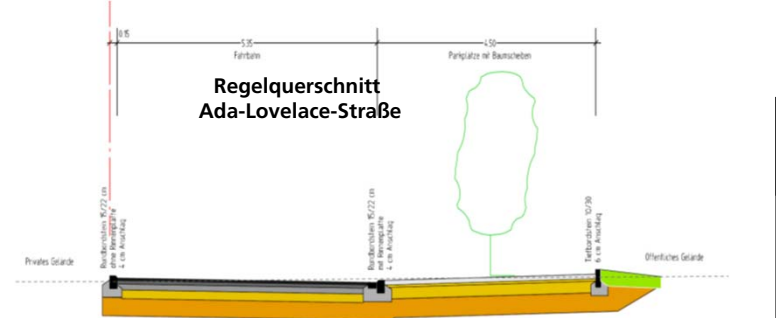 0.15
5.35
4.50
Fahrbahn
Parkplätze mit Baumscheiben
Regelquerschnitt
Ada-Lovelace-Straße
Rundbordstein 15/22 cm
ohne Rinnenplatte
4 cm Anschlag
Rundbordstein 15/22 cm
mit Rinnenplatte
4 cm Anschlag
Tiefbordstein 10/30
6 cm Anschlag
Privates Gelände
Öffentliches Gelände